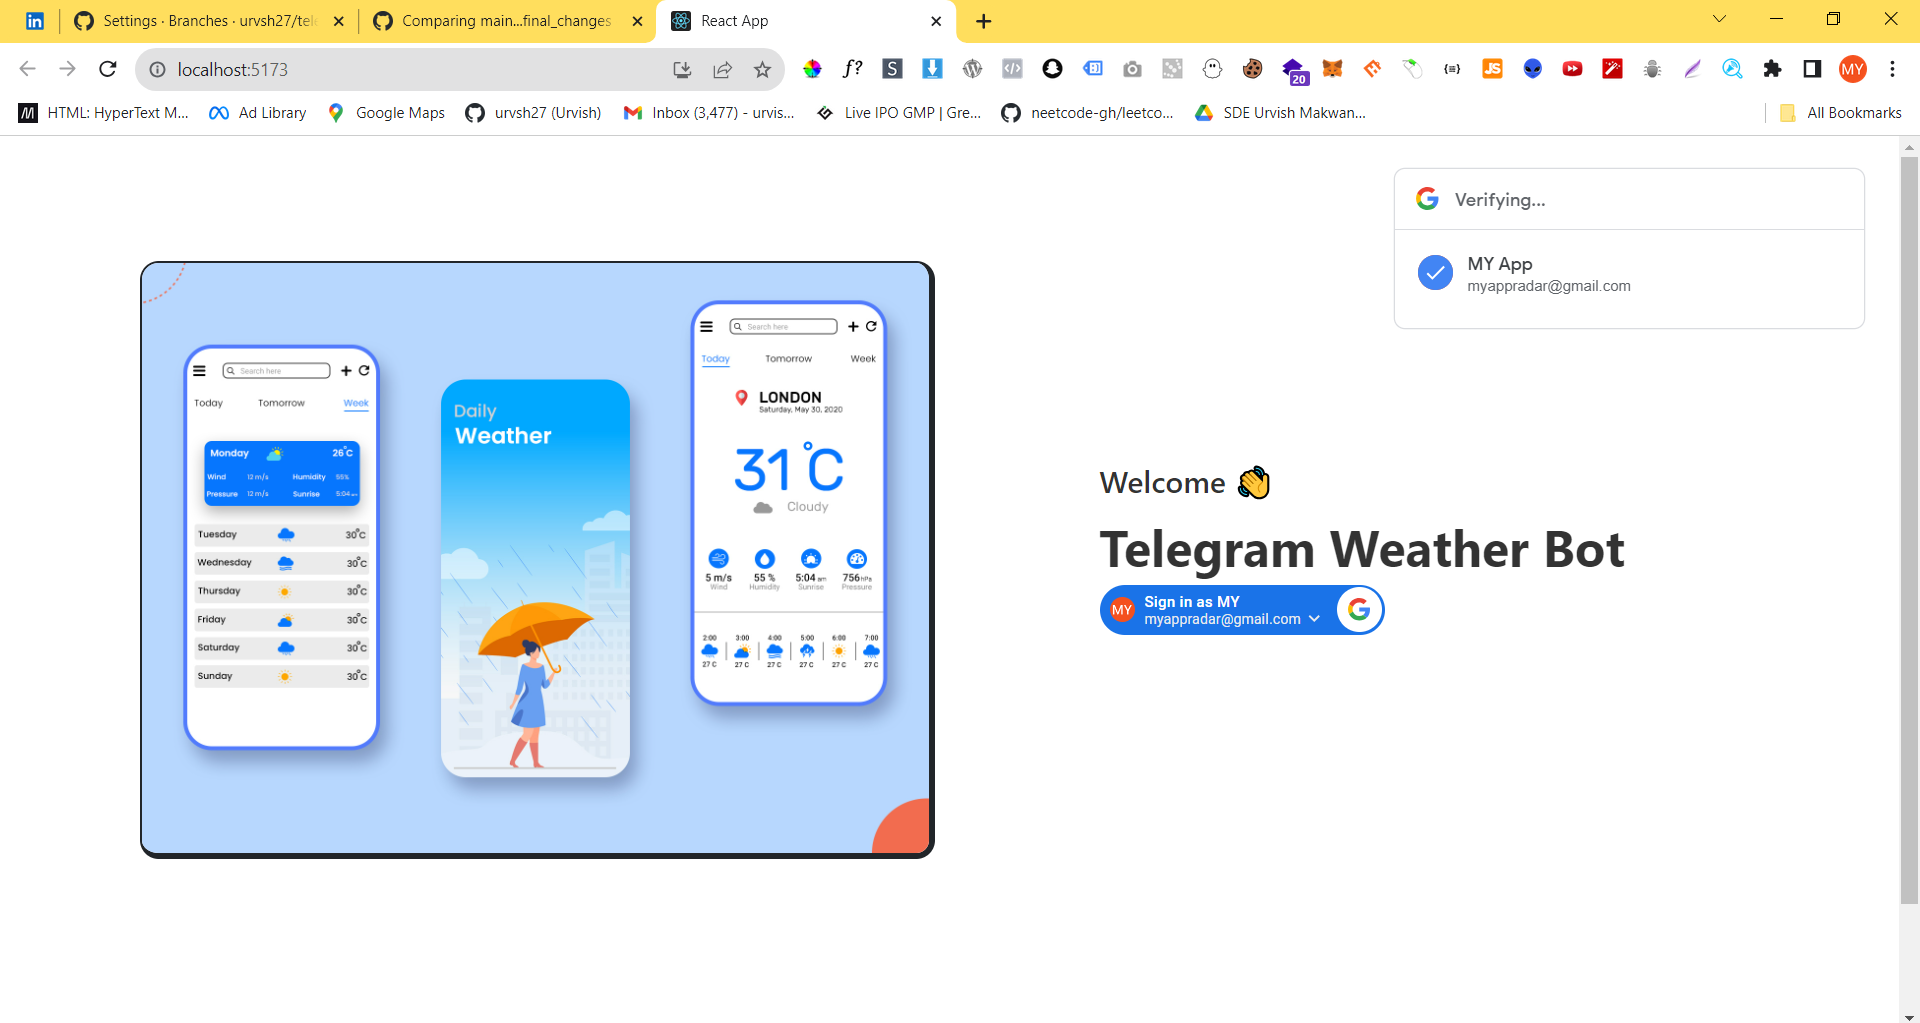 Settings · Branches · urvsh27/tel
Comparing main...final_changes
React App
localhost:5173
f?
S
20
JS
MY
HTML: HyperText M...
Ad Library
Google Maps
urvsh27 (Urvish)
Inbox (3,477) - urvis...
Live IPO GMP | Gre...
neetcode-gh/leetco...
SDE Urvish Makwan...
All Bookmarks
Verifying...
MY App
myappradar@gmail.com
Search here
Today Tomorrow Week
Monday 26°C
Wind 12 m/s Humidity 55%
Pressure 12 m/s Sunrise 5:04 am
Tuesday 30°C
Wednesday 30°C
Thursday 30°C
Friday 30°C
Saturday 30°C
Sunday 30°C
Daily
Weather
Search here
Today Tomorrow Week
LONDON
Saturday, May 30, 2020
31°C
Cloudy
5 m/s 55 % 5:04 am 756 hPa
Wind Humidity Sunrise Pressure
2:00 3:00 4:00 5:00 6:00 7:00
27 C 27 C 27 C 27 C 27 C 27 C
Welcome 👋
Telegram Weather Bot
MY
Sign in as MY
myappradar@gmail.com